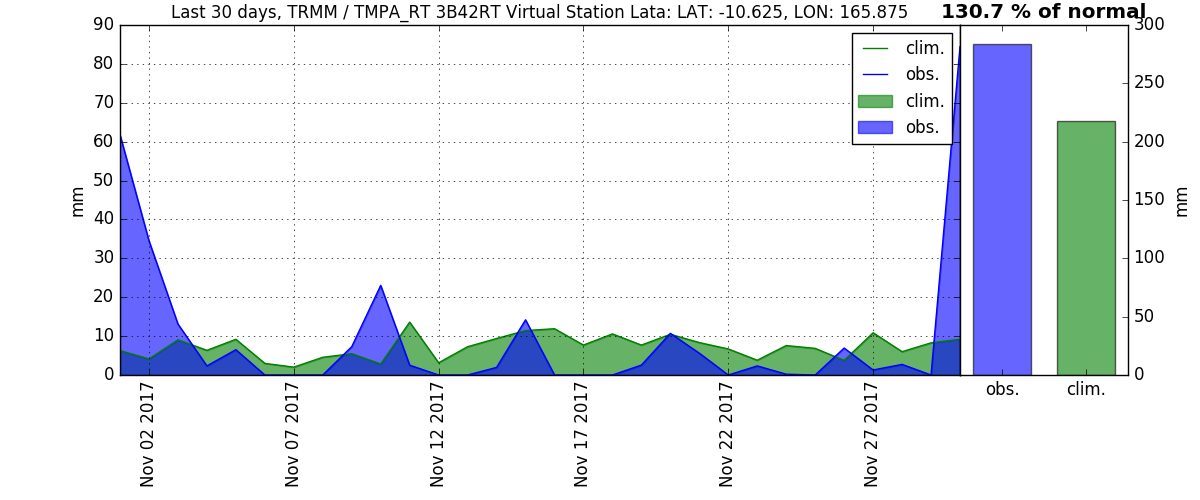 Last 30 days, TRMM / TMPA_RT 3B42RT Virtual Station Lata: LAT: -10.625, LON: 165.875
130.7 % of normal
90
80
70
60
50
40
30
20
10
0
mm
clim.
obs.
clim.
obs.
300
250
200
150
100
50
0
mm
obs.
clim.
Nov 02 2017
Nov 07 2017
Nov 12 2017
Nov 17 2017
Nov 22 2017
Nov 27 2017